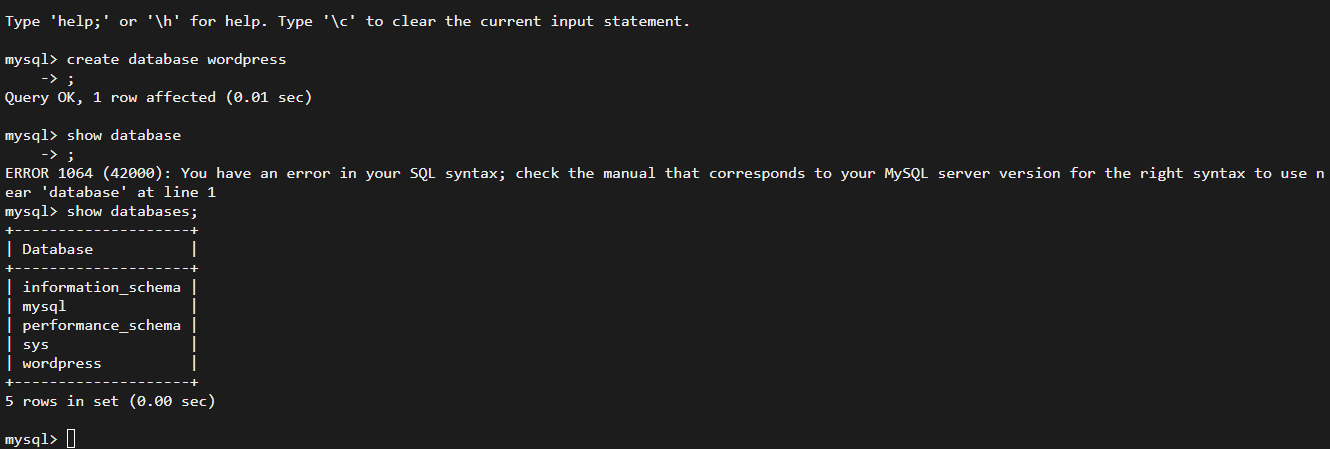 Type 'help;' or '\h' for help. Type '\c' to clear the current input statement.

mysql> create database wordpress
    -> ;
Query OK, 1 row affected (0.01 sec)

mysql> show database
    -> ;
ERROR 1064 (42000): You have an error in your SQL syntax; check the manual that corresponds to your MySQL server version for the right syntax to use n
ear 'database' at line 1
mysql> show databases;
+--------------------+
| Database           |
+--------------------+
| information_schema |
| mysql              |
| performance_schema |
| sys                |
| wordpress          |
+--------------------+
5 rows in set (0.00 sec)

mysql>